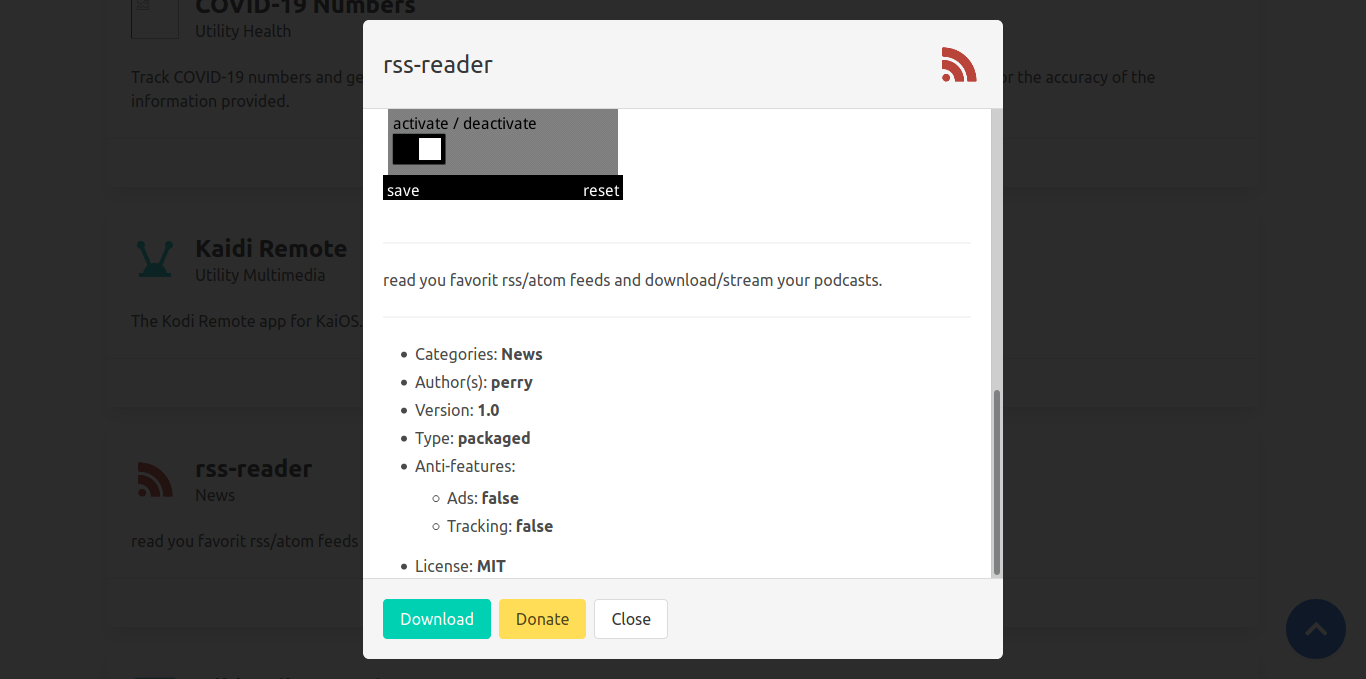 COVID-19 Numbers
Utility Health
Track COVID-19 numbers and ge
or the accuracy of the
information provided.
Kaidi Remote
Utility Multimedia
The Kodi Remote app for KaiOS.
rss-reader
News
read you favorit rss/atom feeds
rss-reader
activate / deactivate
save reset
read you favorit rss/atom feeds and download/stream your podcasts.
Categories: News
Author(s): perry
Version: 1.0
Type: packaged
Anti-features:
Ads: false
Tracking: false
License: MIT
Download Donate Close